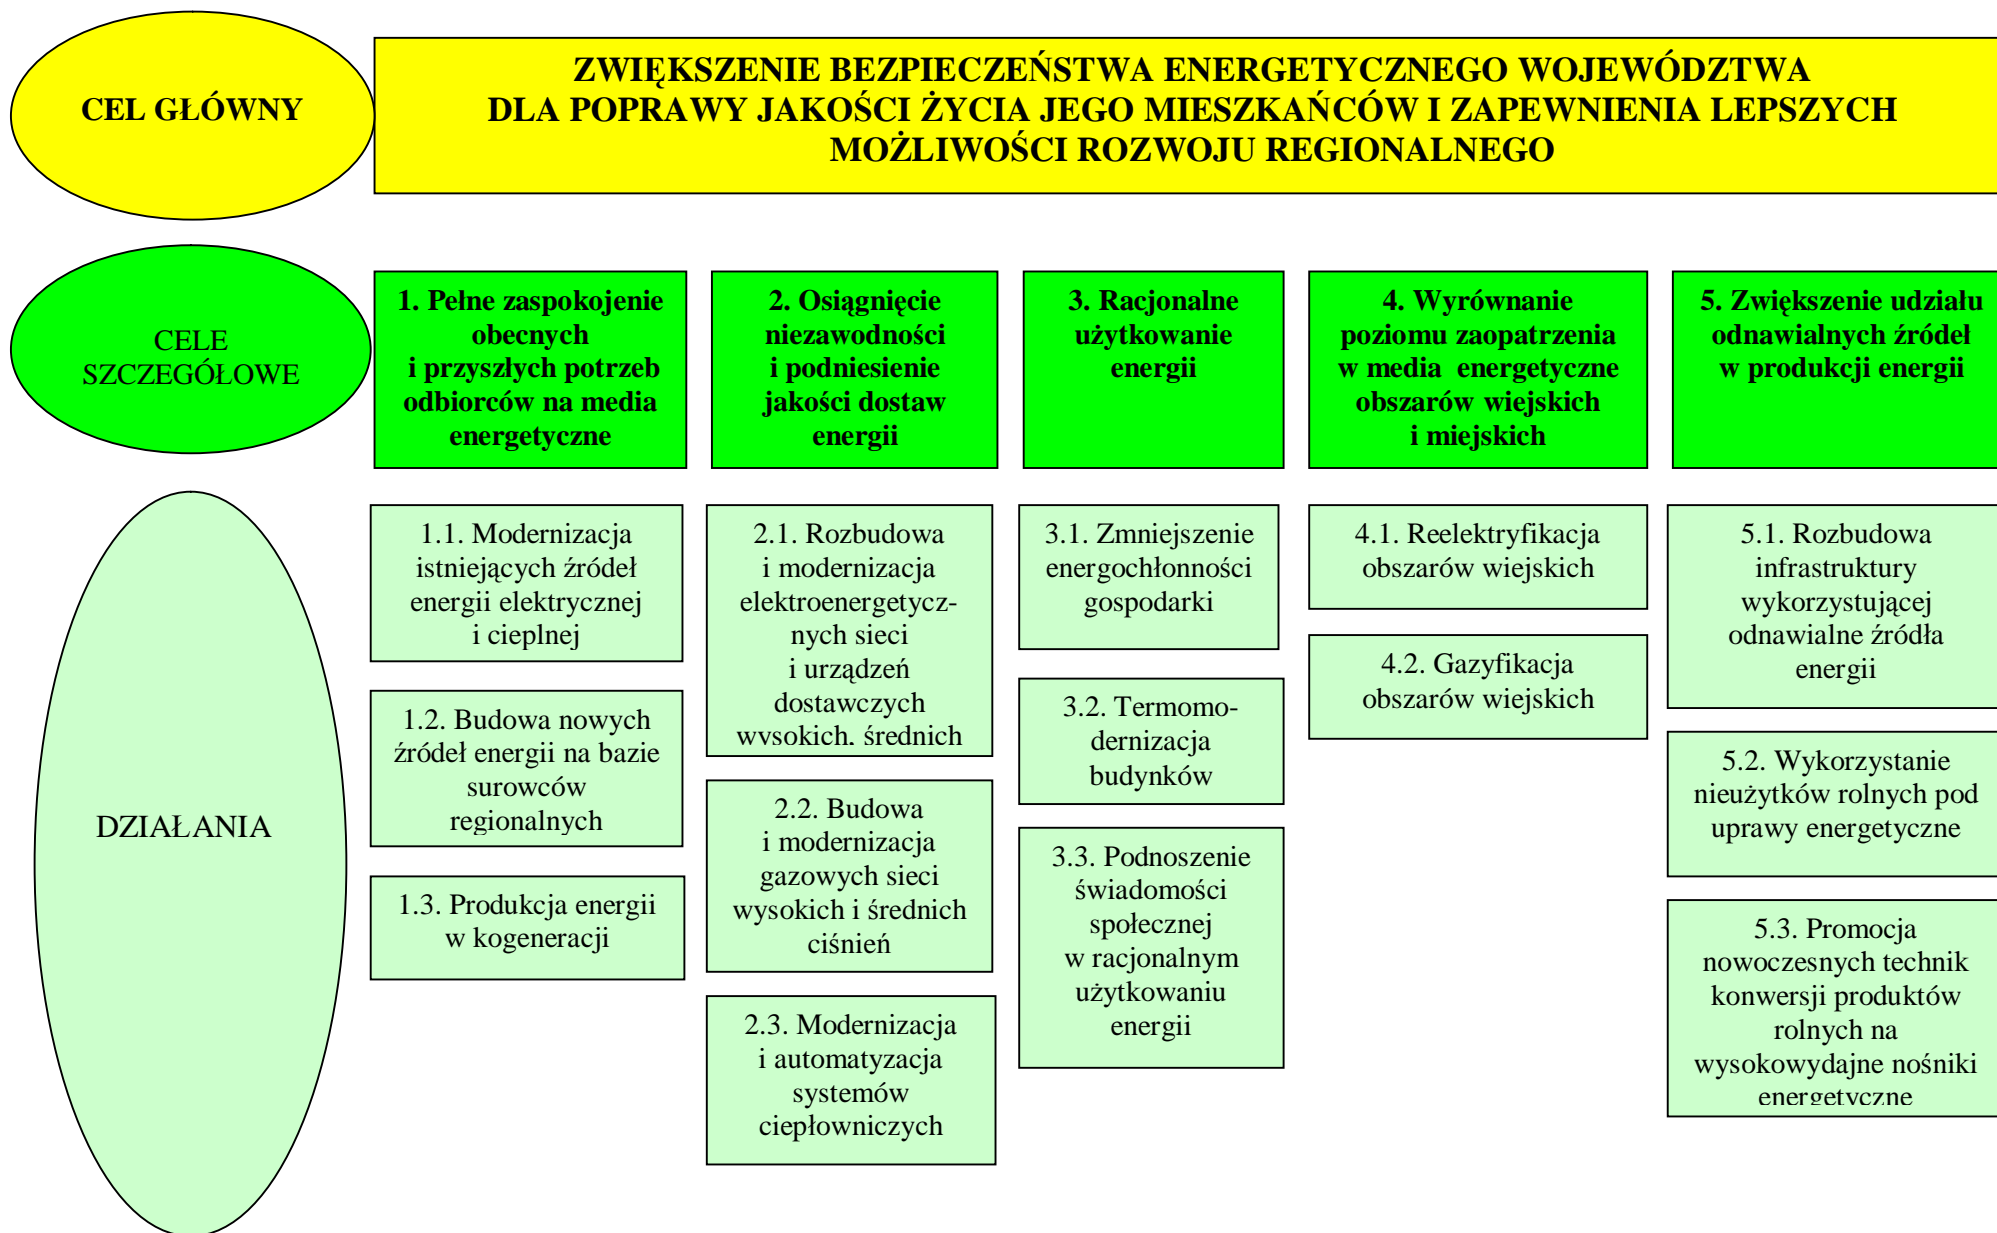 CEL GŁÓWNY
ZWIĘKSZENIE BEZPIECZEŃSTWA ENERGETYCZNEGO WOJEWÓDZTWA
DLA POPRAWY JAKOŚCI ŻYCIA JEGO MIESZKAŃCÓW I ZAPEWNIENIA LEPSZYCH
MOŻLIWOŚCI ROZWOJU REGIONALNEGO
CELE
SZCZEGÓŁOWE
1. Pełne zaspokojenie
obecnych
i przyszłych potrzeb
odbiorców na media
energetyczne
2. Osiągnięcie
niezawodności
i podniesienie
jakości dostaw
energii
3. Racjonalne
użytkowanie
energii
4. Wyrównanie
poziomu zaopatrzenia
w media energetyczne
obszarów wiejskich
i miejskich
5. Zwiększenie udziału
odnawialnych źródeł
w produkcji energii
DZIAŁANIA
1.1. Modernizacja
istniejących źródeł
energii elektrycznej
i cieplnej
1.2. Budowa nowych
źródeł energii na bazie
surowców
regionalnych
1.3. Produkcja energii
w kogeneracji
2.1. Rozbudowa
i modernizacja
elektroenergetycz-
nych sieci
i urządzeń
dostawczych
wysokich, średnich
2.2. Budowa
i modernizacja
gazowych sieci
wysokich i średnich
ciśnień
2.3. Modernizacja
i automatyzacja
systemów
ciepłowniczych
3.1. Zmniejszenie
energochłonności
gospodarki
3.2. Termomo-
dernizacja
budynków
3.3. Podnoszenie
świadomości
społecznej
w racjonalnym
użytkowaniu
energii
4.1. Reelektryfikacja
obszarów wiejskich
4.2. Gazyfikacja
obszarów wiejskich
5.1. Rozbudowa
infrastruktury
wykorzystującej
odnawialne źródła
energii
5.2. Wykorzystanie
nieużytków rolnych pod
uprawy energetyczne
5.3. Promocja
nowoczesnych technik
konwersji produktów
rolnych na
wysokowydajne nośniki
energetyczne